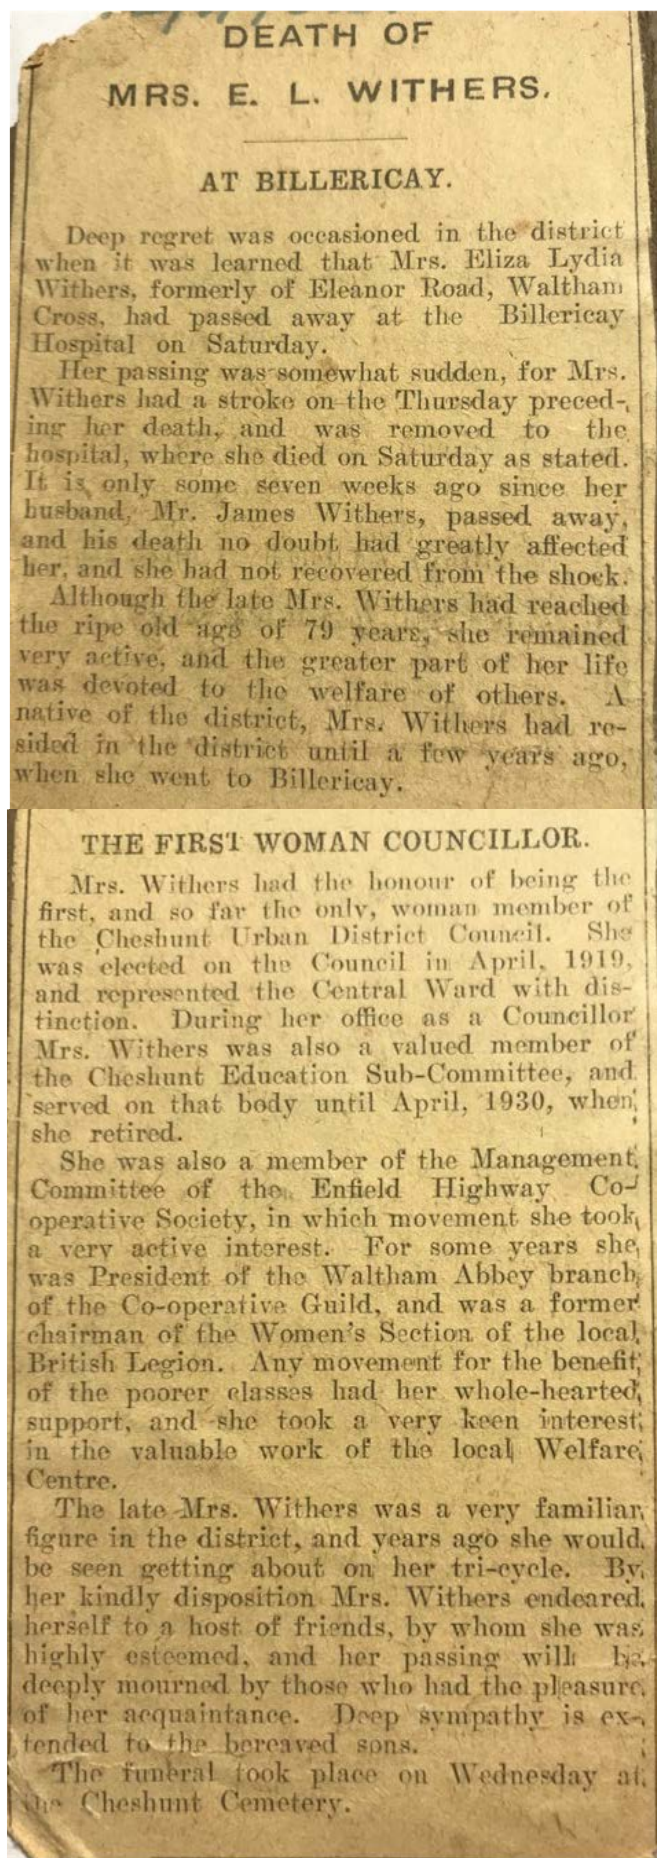 DEATH OF
MRS. E. L. WITHERS.
AT BILLERICAY.
Deep regret was occasioned in the district
when it was learned that Mrs. Eliza Lydia
Withers, formerly of Eleanor Road, Waltham
Cross, had passed away at the Billericay
Hospital on Saturday.
Her passing was somewhat sudden, for Mrs.
Withers had a stroke on the Thursday preced-
ing her death, and was removed to the
hospital, where she died on Saturday as stated.
It is only some seven weeks ago since her
husband, Mr. James Withers, passed away,
and his death no doubt had greatly affected
her, and she had not recovered from the shock.
Although the late Mrs. Withers had reached
the ripe old age of 79 years, she remained
very active, and the greater part of her life
was devoted to the welfare of others. A
native of the district, Mrs. Withers had re-
sided in the district until a few years ago,
when she went to Billericay.
THE FIRST WOMAN COUNCILLOR.
Mrs. Withers had the honour of being the
first, and so far the only, woman member of
the Cheshunt Urban District Council. She
was elected on the Council in April, 1919,
and represented the Central Ward with dis-
tinction. During her office as a Councillor
Mrs. Withers was also a valued member of
the Cheshunt Education Sub-Committee, and
served on that body until April, 1930, when
she retired.
She was also a member of the Management
Committee of the Enfield Highway Co-
operative Society, in which movement she took
a very active interest. For some years she
was President of the Waltham Abbey branch
of the Co-operative Guild, and was a former
chairman of the Women's Section of the local
British Legion. Any movement for the benefit
of the poorer classes had her whole-hearted
support, and she took a very keen interest
in the valuable work of the local Welfare
Centre.
The late Mrs. Withers was a very familiar
figure in the district, and years ago she would
be seen getting about on her tri-cycle. By
her kindly disposition Mrs. Withers endeared
herself to a host of friends, by whom she was
highly esteemed, and her passing will be
deeply mourned by those who had the pleasure
of her acquaintance. Deep sympathy is ex-
tended to the bereaved sons.
The funeral took place on Wednesday at
the Cheshunt Cemetery.